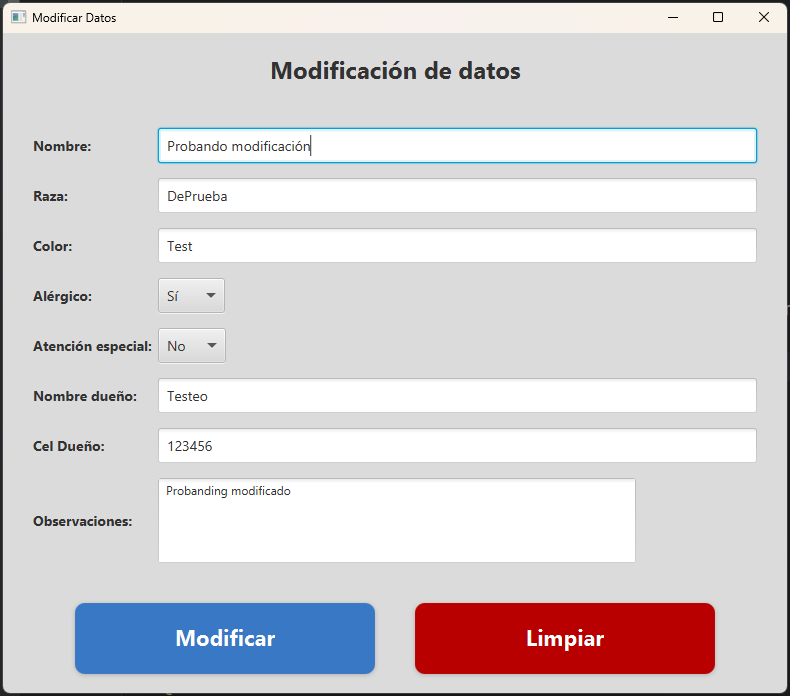 Modificar Datos
Modificación de datos
Nombre: Probando modificación
Raza: DePrueba
Color: Test
Alérgico: Sí
Atención especial: No
Nombre dueño: Testeo
Cel Dueño: 123456
Observaciones: Probanding modificado
Modificar Limpiar